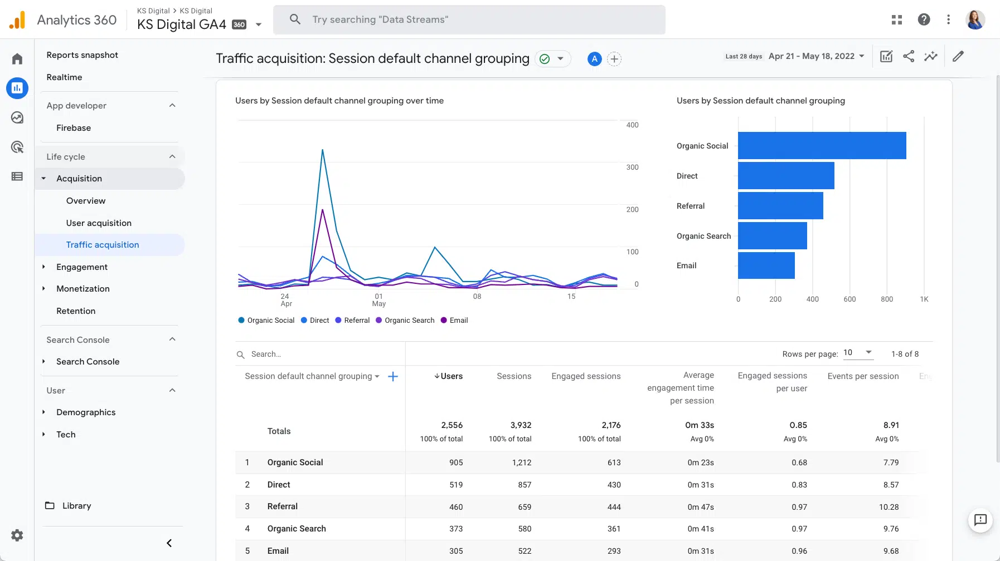 Analytics 360
KS Digital > KS Digital
KS Digital GA4 360
Try searching "Data Streams"
Reports snapshot
Realtime
App developer
Firebase
Life cycle
Acquisition
Overview
User acquisition
Traffic acquisition
Engagement
Monetization
Retention
Search Console
Search Console
User
Demographics
Tech
Library
Traffic acquisition: Session default channel grouping
A
Last 28 days Apr 21 - May 18, 2022
Users by Session default channel grouping over time
400
300
200
100
0
24 Apr
01 May
08
15
Organic Social Direct Referral Organic Search Email
Users by Session default channel grouping
Organic Social
Direct
Referral
Organic Search
Email
0 200 400 600 800 1K
Search...
Rows per page: 10 1-8 of 8
Session default channel grouping
Users Sessions Engaged sessions Average engagement time per session Engaged sessions per user Events per session
Totals 2,556 3,932 2,176 0m 33s 0.85 8.91
100% of total 100% of total 100% of total Avg 0% Avg 0% Avg 0%
1 Organic Social 905 1,212 613 0m 23s 0.68 7.79
2 Direct 519 857 430 0m 31s 0.83 8.57
3 Referral 460 659 444 0m 47s 0.97 10.28
4 Organic Search 373 580 361 0m 41s 0.97 9.76
5 Email 305 522 293 0m 31s 0.96 9.68